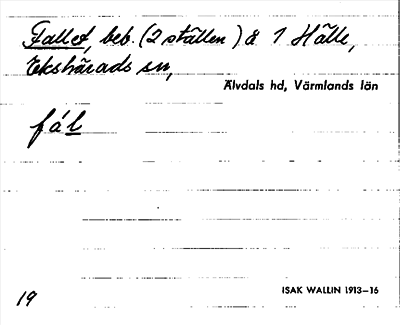 Fallet, beb. (2 ställen) å 1 Hälle,
Ekshärads sn,
Älvdals hd, Värmlands län
fál
19
ISAK WALLIN 1913–16